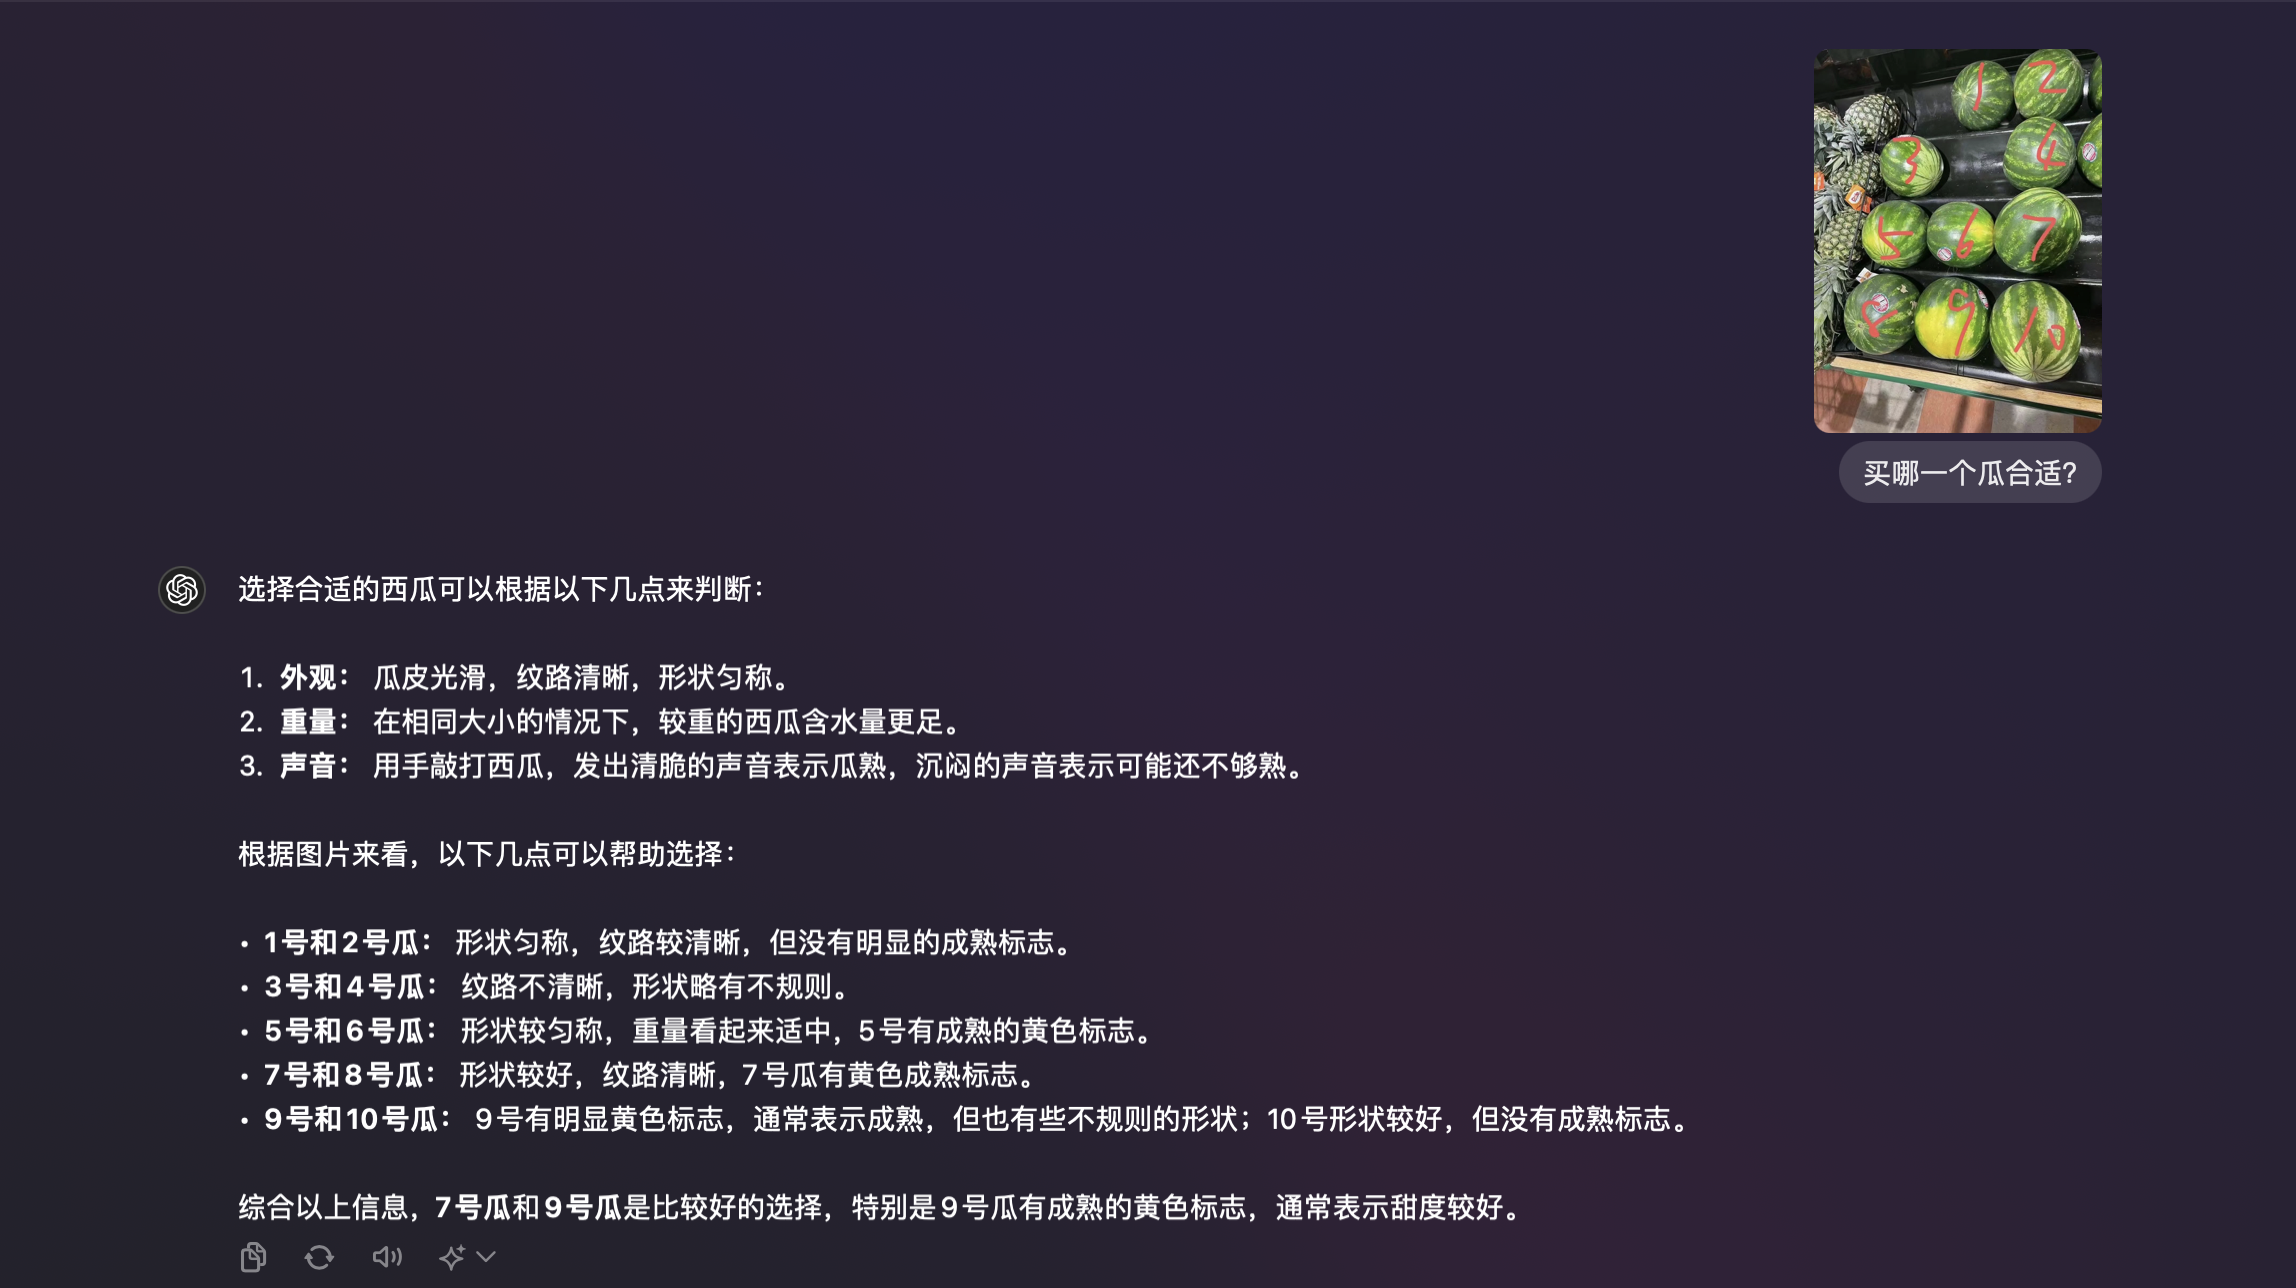 1
2
3
4
5
6
7
8
9
10
买哪一个瓜合适?
选择合适的西瓜可以根据以下几点来判断：
1. 外观： 瓜皮光滑，纹路清晰，形状匀称。
2. 重量： 在相同大小的情况下，较重的西瓜含水量更足。
3. 声音： 用手敲打西瓜，发出清脆的声音表示瓜熟，沉闷的声音表示可能还不够熟。
根据图片来看，以下几点可以帮助选择：
• 1号和2号瓜： 形状匀称，纹路较清晰，但没有明显的成熟标志。
• 3号和4号瓜： 纹路不清晰，形状略有不规则。
• 5号和6号瓜： 形状较匀称，重量看起来适中，5号有成熟的黄色标志。
• 7号和8号瓜： 形状较好，纹路清晰，7号瓜有黄色成熟标志。
• 9号和10号瓜： 9号有明显黄色标志，通常表示成熟，但也有些不规则的形状；10号形状较好，但没有成熟标志。
综合以上信息，7号瓜和9号瓜是比较好的选择，特别是9号瓜有成熟的黄色标志，通常表示甜度较好。